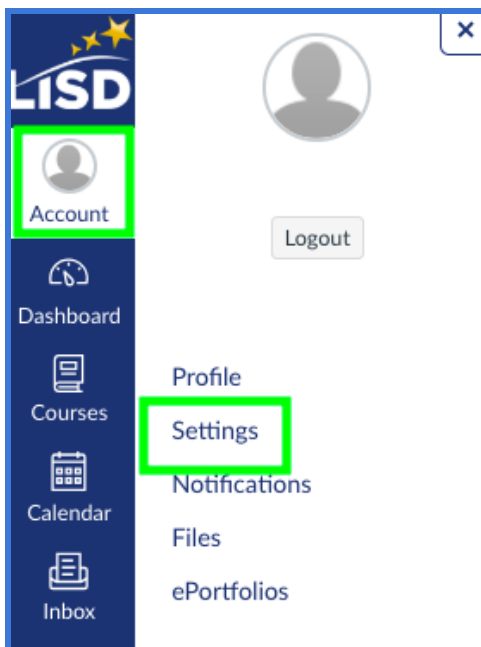 LISD
Account
Dashboard
Courses
Calendar
Inbox
×
Logout
Profile
Settings
Notifications
Files
ePortfolios